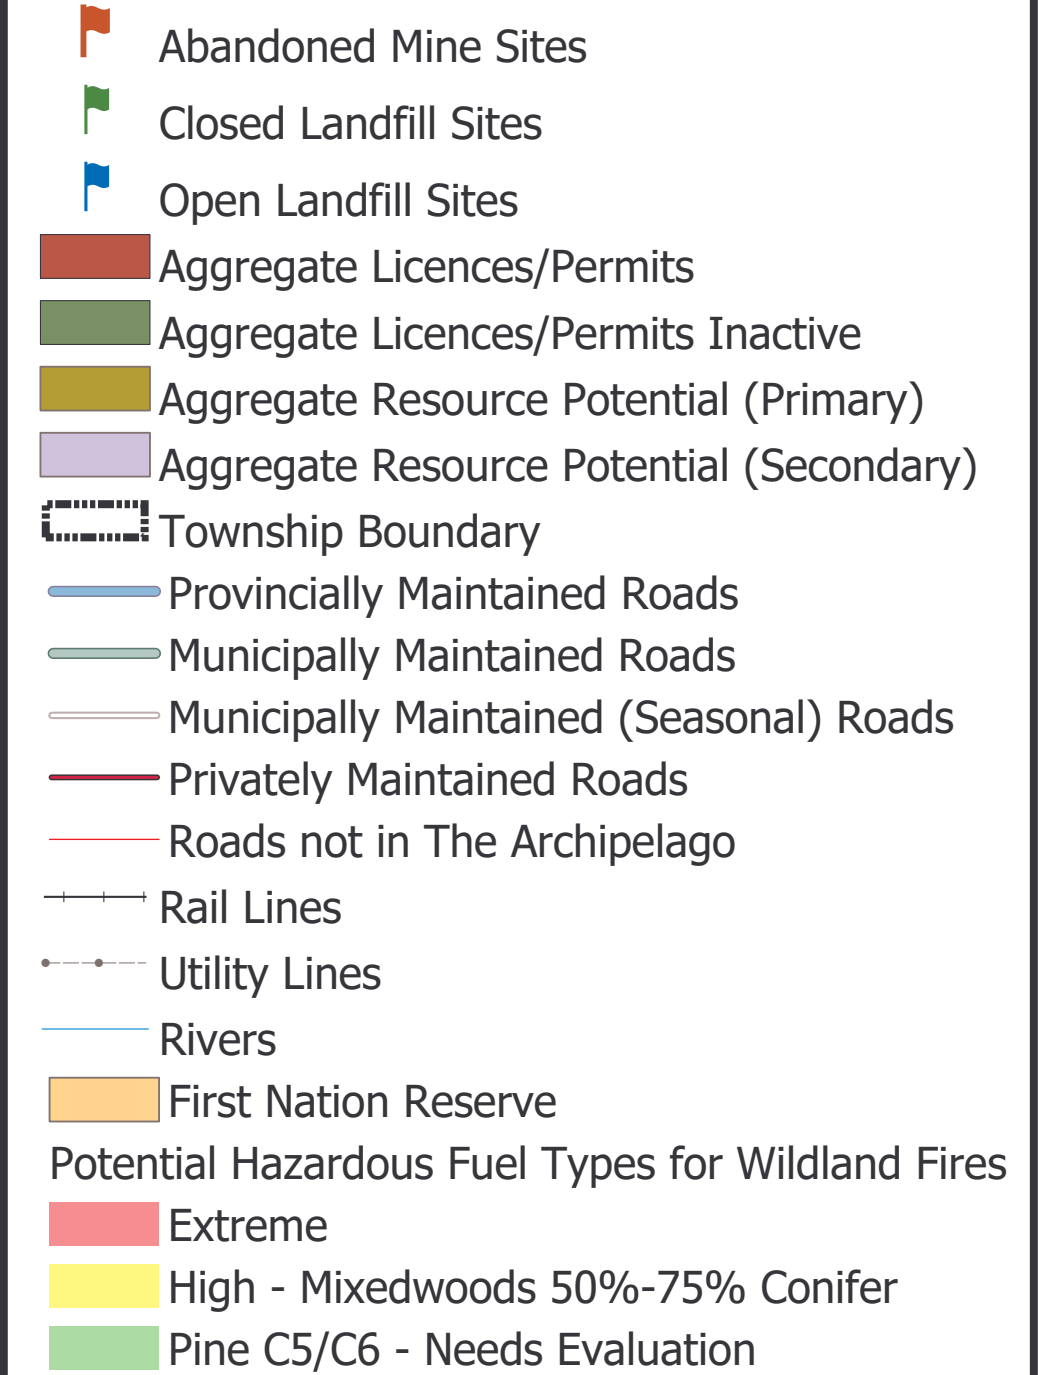 Abandoned Mine Sites
Closed Landfill Sites
Open Landfill Sites
Aggregate Licences/Permits
Aggregate Licences/Permits Inactive
Aggregate Resource Potential (Primary)
Aggregate Resource Potential (Secondary)
Township Boundary
Provincially Maintained Roads
Municipally Maintained Roads
Municipally Maintained (Seasonal) Roads
Privately Maintained Roads
Roads not in The Archipelago
Rail Lines
Utility Lines
Rivers
First Nation Reserve
Potential Hazardous Fuel Types for Wildland Fires
Extreme
High - Mixedwoods 50%-75% Conifer
Pine C5/C6 - Needs Evaluation